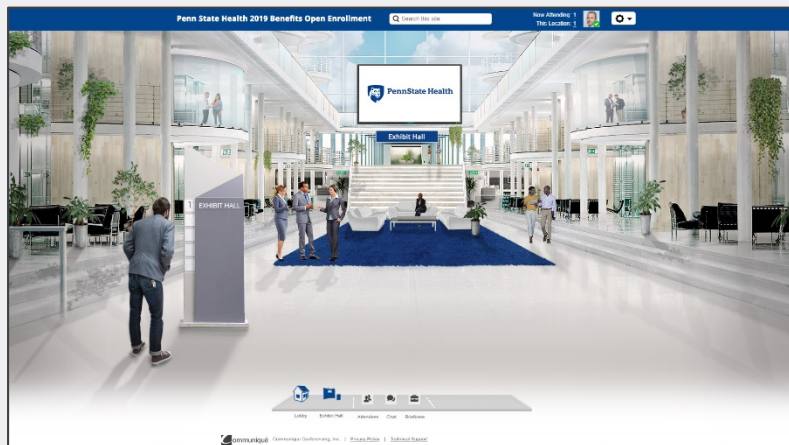 Penn State Health 2019 Benefits Open Enrollment
Search this site
Now Attending: 1
This Location: 1
PennState Health
Exhibit Hall
1 EXHIBIT HALL
Lobby Exhibit Hall Attendees Chat Briefcase
Communiqué Communique Conferencing, Inc. | Privacy Policy | Technical Support